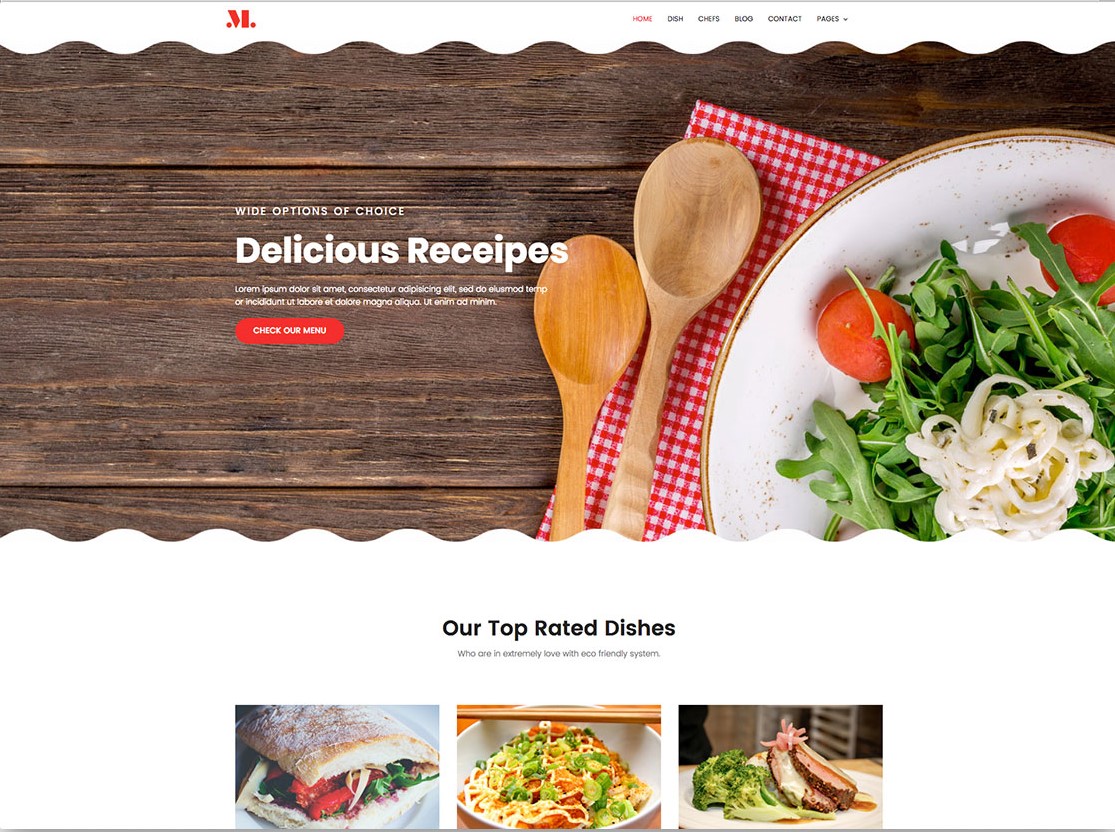 M.
HOME DISH CHEFS BLOG CONTACT PAGES
WIDE OPTIONS OF CHOICE
Delicious Receipes
Lorem ipsum dolor sit amet, consectetur adipisicing elit, sed do eiusmod temp
or incididunt ut labore et dolore magna aliqua. Ut enim ad minim.
CHECK OUR MENU
Our Top Rated Dishes
Who are in extremely love with eco friendly system.